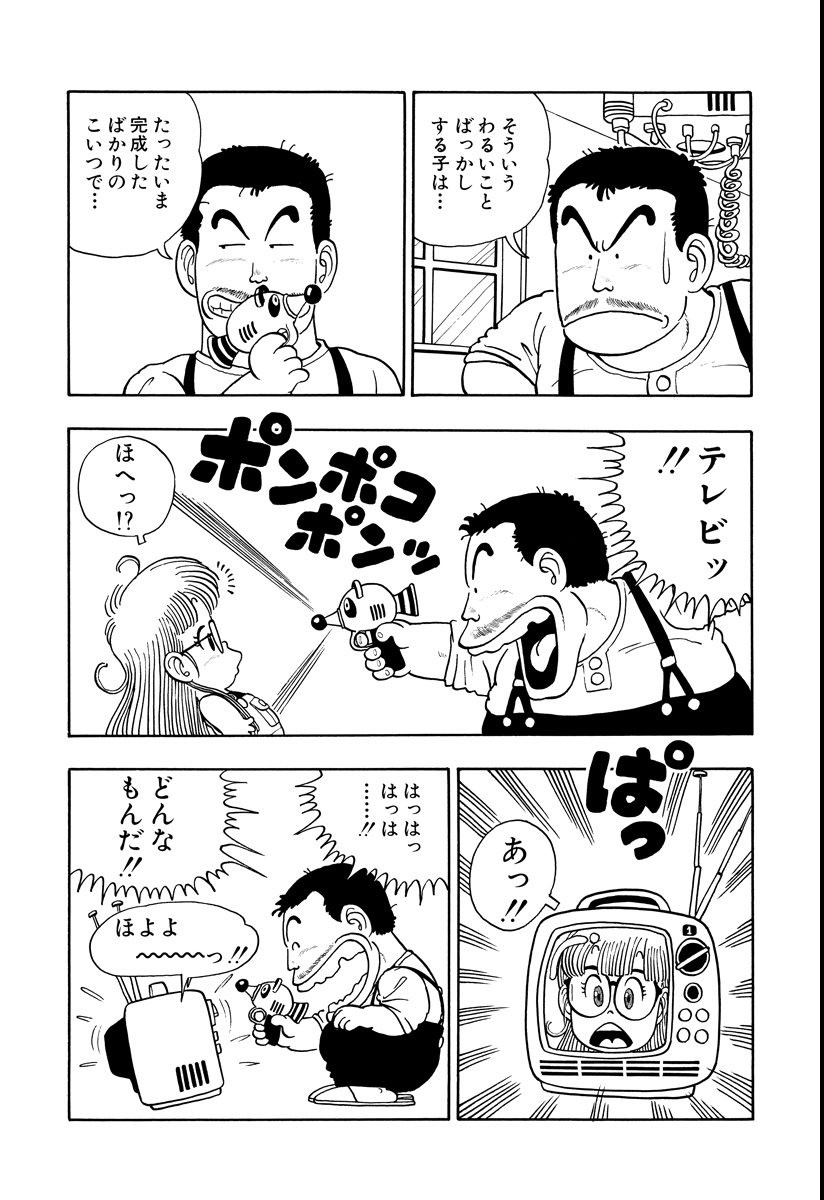 そういう
わるいこと
ばっかし
する子は…
たったいま
完成した
ばかりの
こいつで…
テレビッ
!!
ポンポコ
ポンッ
ほへっ!?
ぱっ
あっ!!
1
はっはっ
はっは
……!!
どんな
もんだ!!
ほよよ
〜〜〜〜っ!!